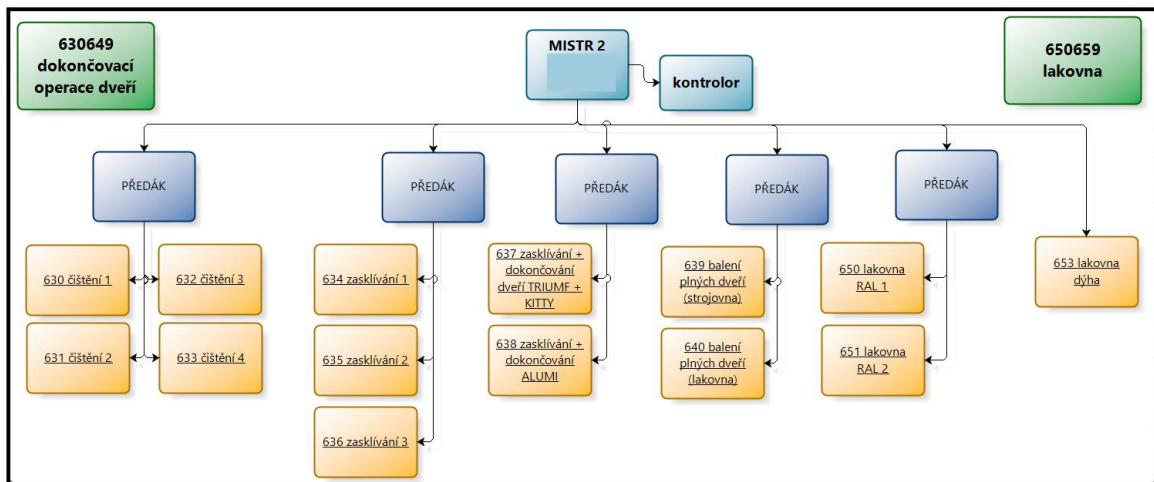 630649
dokončovací
operace dveří
MISTR 2
kontrolor
650659
lakovna
PŘEDÁK
PŘEDÁK
PŘEDÁK
PŘEDÁK
PŘEDÁK
630 čištění 1
632 čištění 3
631 čištění 2
633 čištění 4
634 zasklívání 1
635 zasklívání 2
636 zasklívání 3
637 zasklívání +
dokončování
dveří TRIUMF +
KITTY
638 zasklívání +
dokončování
ALUMI
639 balení
plných dveří
(strojovna)
640 balení
plných dveří
(lakovna)
650 lakovna
RAL 1
651 lakovna
RAL 2
653 lakovna
dýha